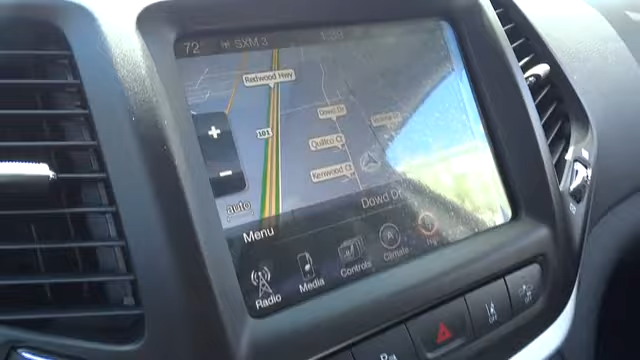 72° SXM 3
Redwood Hwy
101
Dowd Dr
Quiltro Ct
Kenwood Ct
+
-
auto
Dowd Dr
Menu
Radio
Media
Controls
Climate